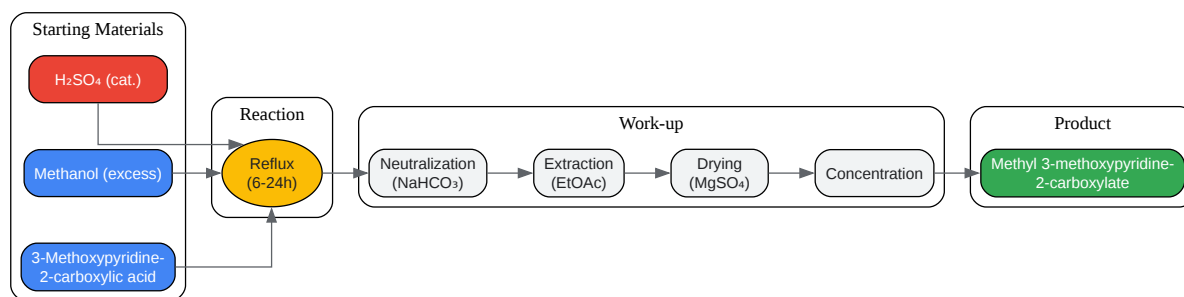 Starting Materials
H₂SO₄ (cat.)
Methanol (excess)
3-Methoxypyridine-
2-carboxylic acid
Reaction
Reflux
(6-24h)
Work-up
Neutralization
(NaHCO₃)
Extraction
(EtOAc)
Drying
(MgSO₄)
Concentration
Product
Methyl 3-methoxypyridine-
2-carboxylate